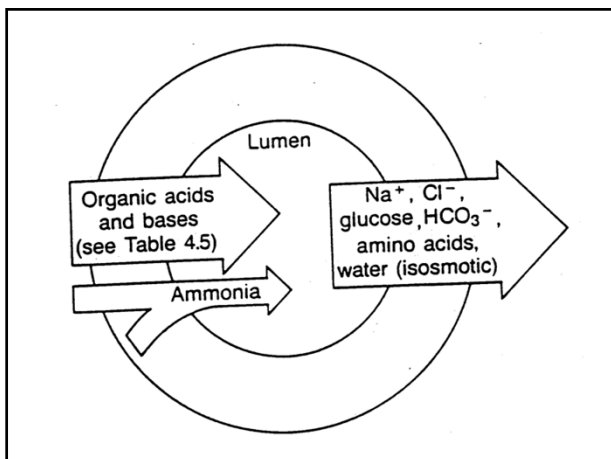 Lumen
Organic acids
and bases
(see Table 4.5)
Ammonia
Na⁺, Cl⁻,
glucose, HCO₃⁻,
amino acids,
water (isosmotic)